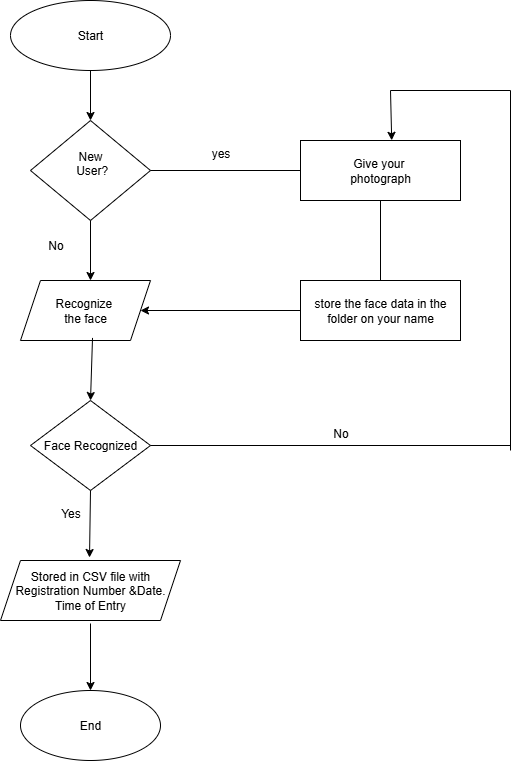 Start
New
User?
yes
Give your
photograph
No
Recognize
the face
store the face data in the
folder on your name
Face Recognized
No
Yes
Stored in CSV file with
Registration Number &Date.
Time of Entry
End